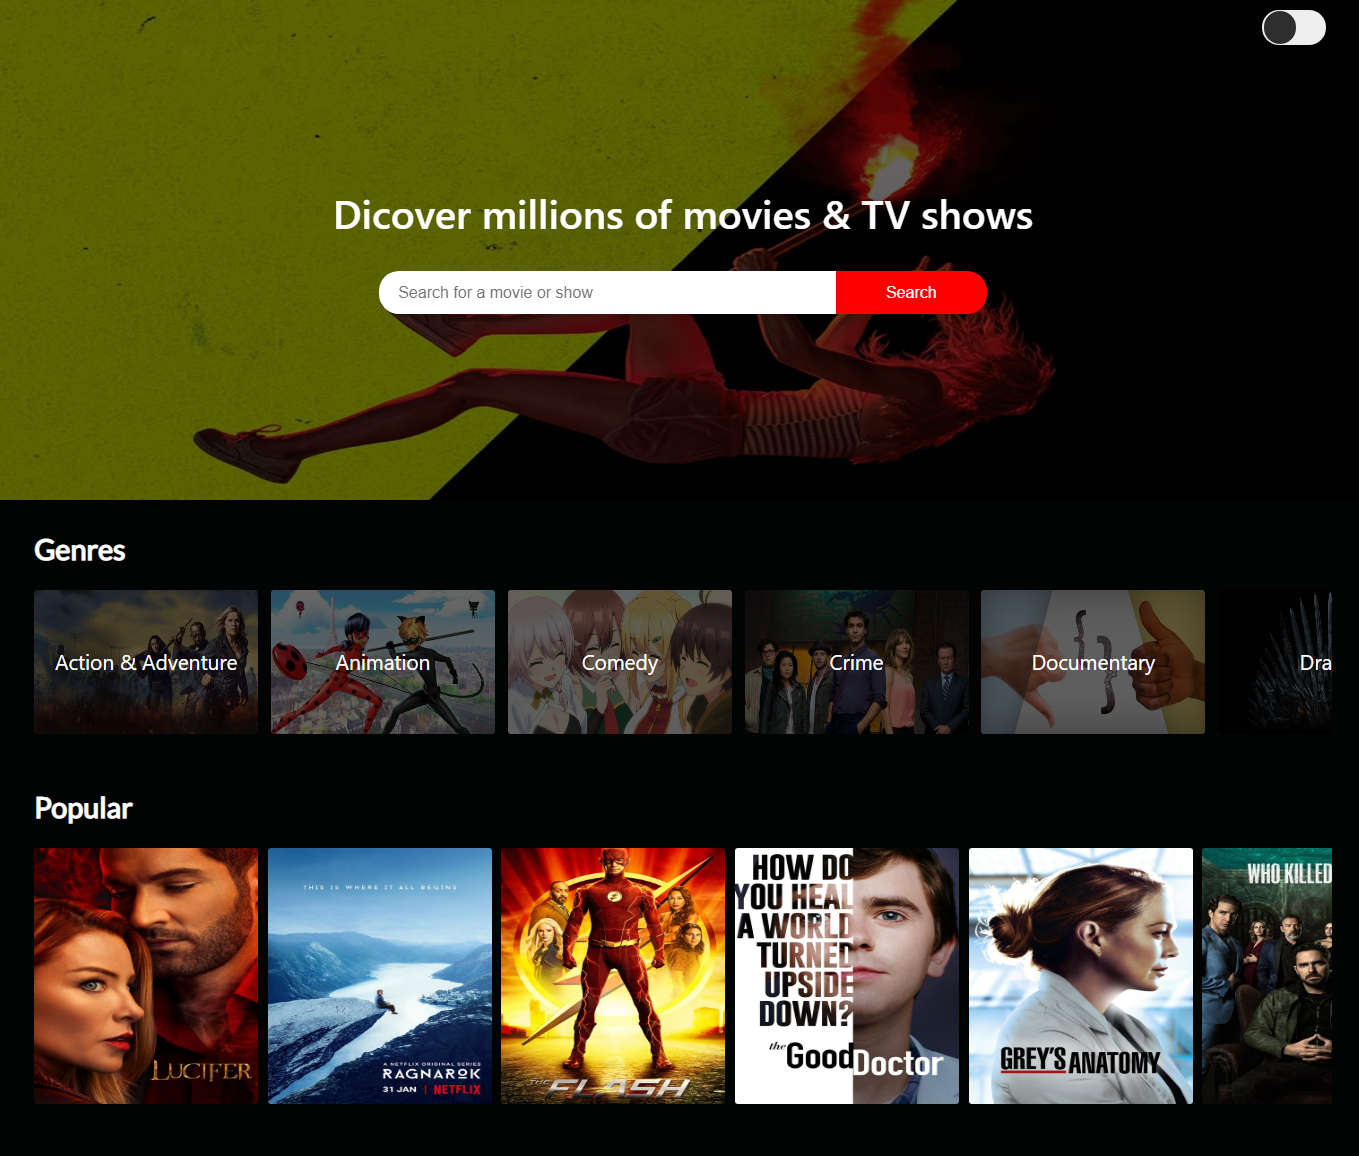 Dicover millions of movies & TV shows
Search for a movie or show
Search
Genres
Action & Adventure
Animation
Comedy
Crime
Documentary
Dra
Popular
LUCIFER
THIS IS WHERE IT ALL BEGINS
A NETFLIX ORIGINAL SERIES
RAGNAROK
31 JAN | NETFLIX
THE FLASH
HOW DO
YOU HEAL
A WORLD
TURNED
UPSIDE
DOWN?
the Good Doctor
GREY'S ANATOMY
WHO KILLED